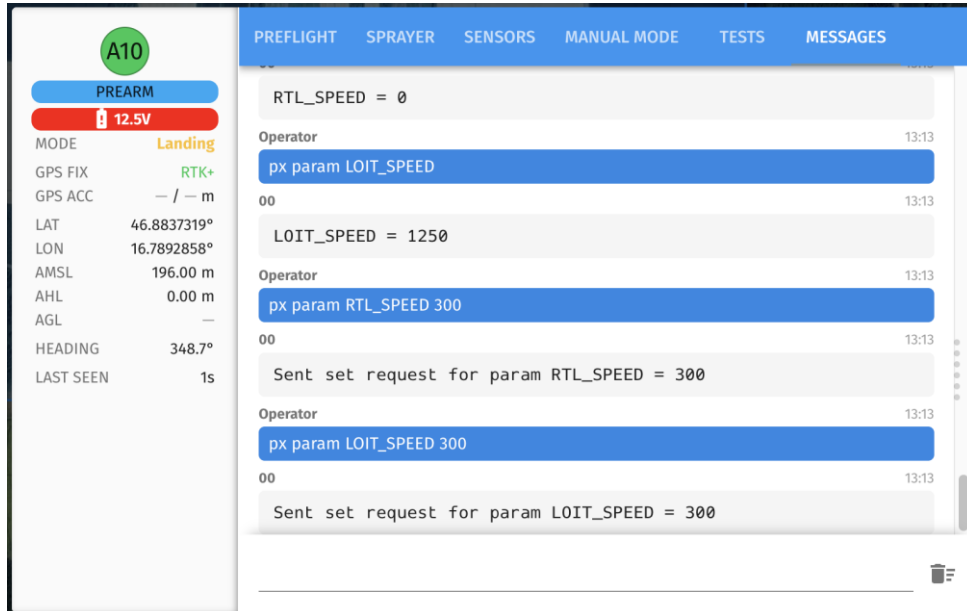 A10
PREARM
12.5V
MODE Landing
GPS FIX RTK+
GPS ACC — / — m
LAT 46.8837319°
LON 16.7892858°
AMSL 196.00 m
AHL 0.00 m
AGL —
HEADING 348.7°
LAST SEEN 1s
PREFLIGHT SPRAYER SENSORS MANUAL MODE TESTS MESSAGES
RTL_SPEED = 0
Operator 13:13
px param LOIT_SPEED
00 13:13
LOIT_SPEED = 1250
Operator 13:13
px param RTL_SPEED 300
00 13:13
Sent set request for param RTL_SPEED = 300
Operator 13:13
px param LOIT_SPEED 300
00 13:13
Sent set request for param LOIT_SPEED = 300